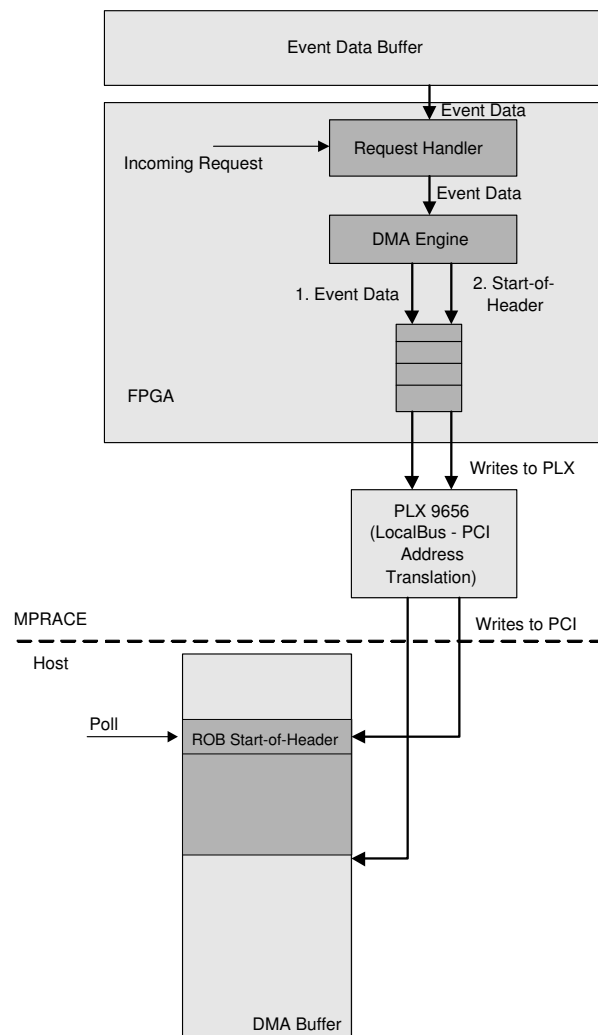 Event Data Buffer
Event Data
Request Handler
Incoming Request
Event Data
DMA Engine
1. Event Data
2. Start-of-
Header
FPGA
Writes to PLX
PLX 9656
(LocalBus - PCI
Address
Translation)
MPRACE
Writes to PCI
Host
Poll
ROB Start-of-Header
DMA Buffer